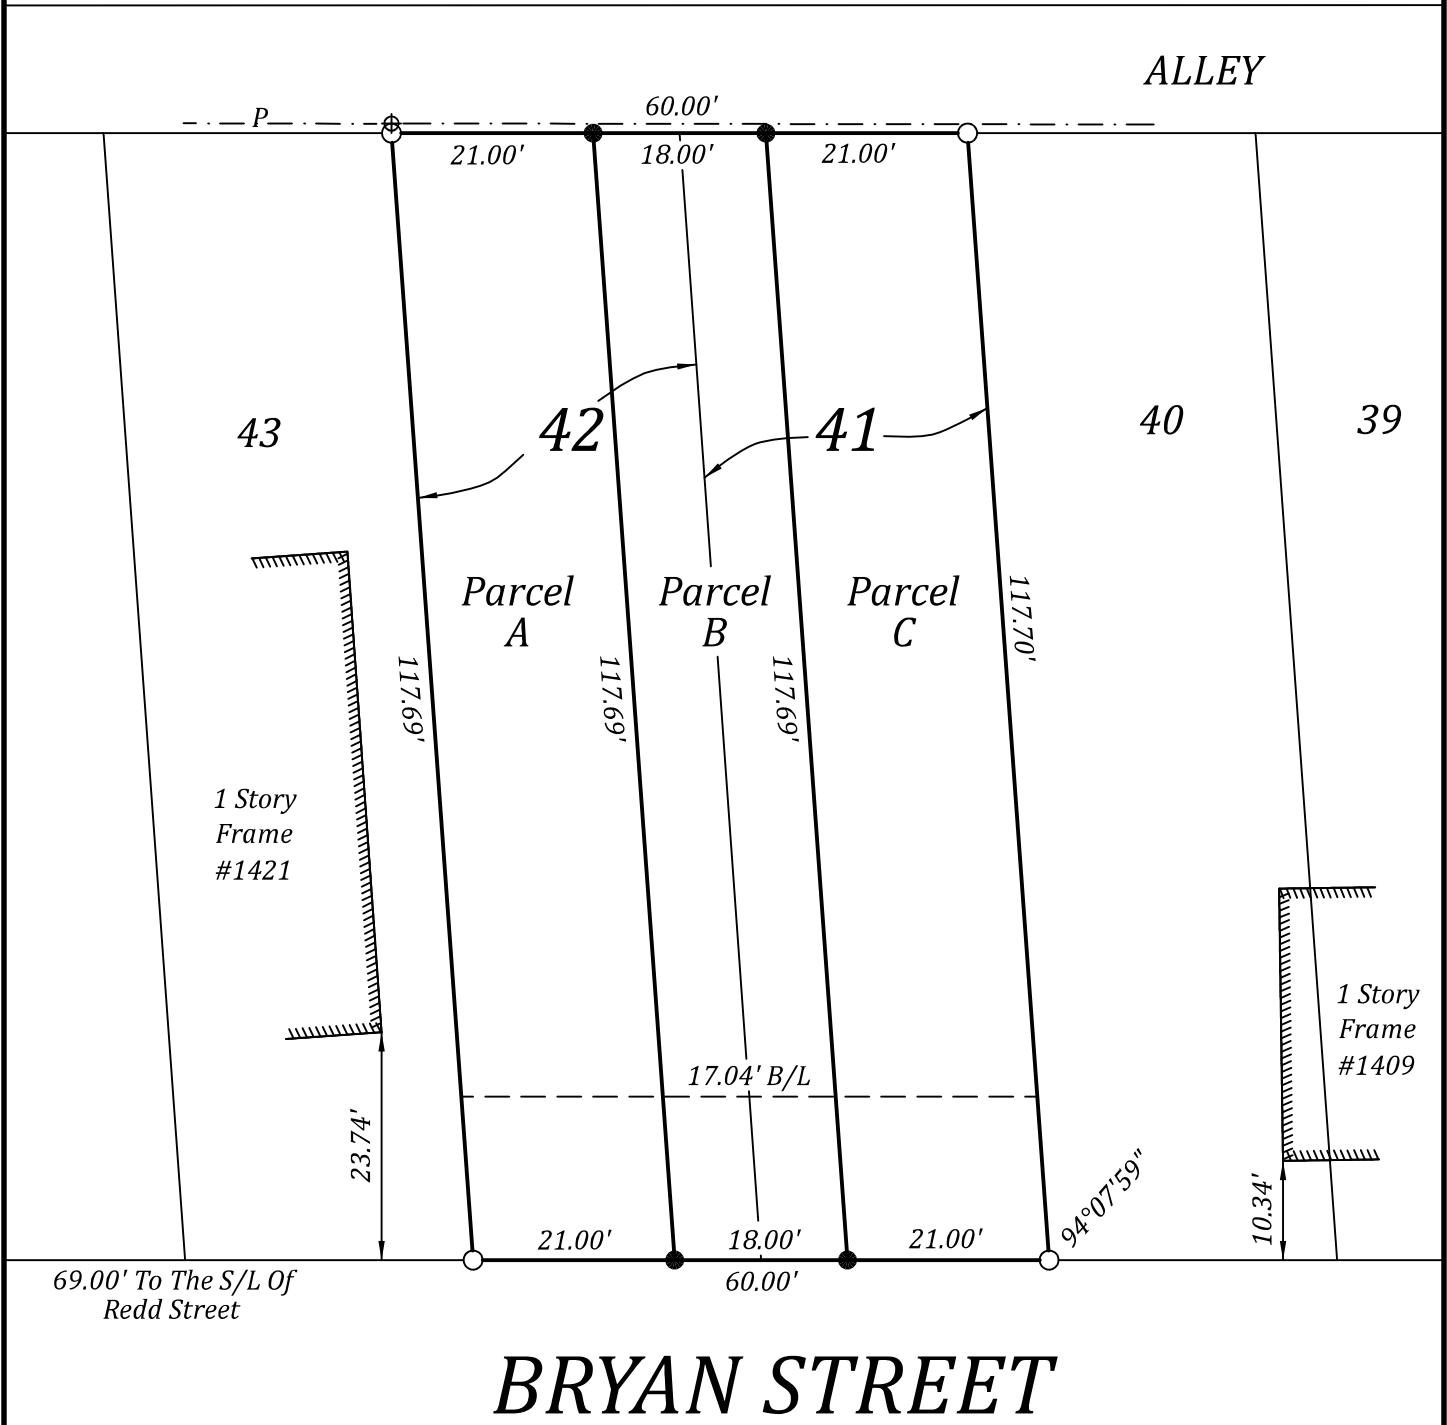 ALLEY
P
60.00'
21.00'
18.00'
21.00'
43
42
41
40
39
Parcel
A
Parcel
B
Parcel
C
117.70'
117.69'
117.69'
117.69'
1 Story
Frame
#1421
1 Story
Frame
#1409
17.04' B/L
23.74'
94°07'59"
10.34'
21.00'
18.00'
21.00'
60.00'
69.00' To The S/L Of
Redd Street
BRYAN STREET